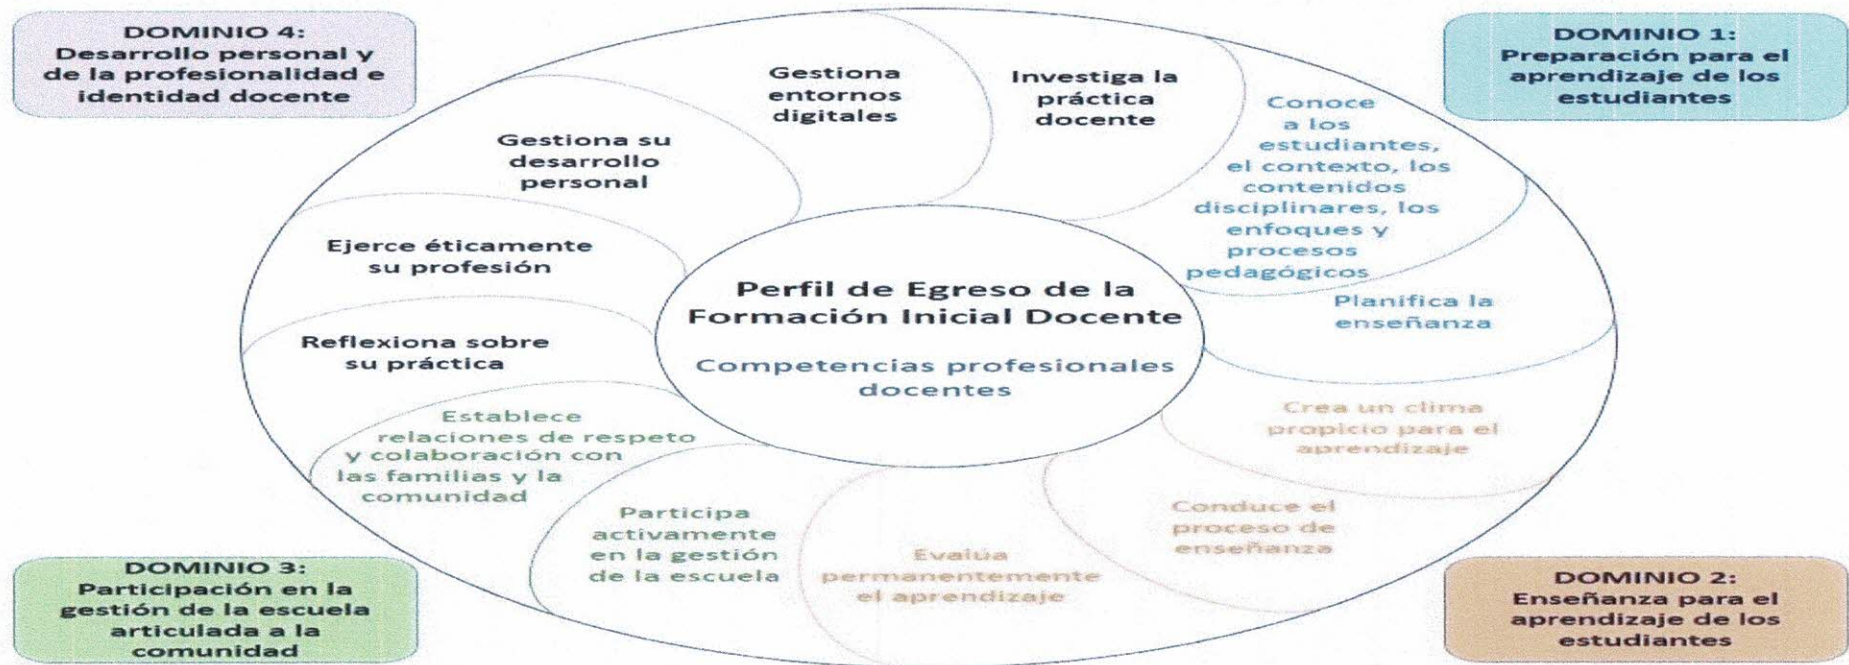 DOMINIO 4:
Desarrollo personal y
de la profesionalidad e
identidad docente
DOMINIO 1:
Preparación para el
aprendizaje de los
estudiantes
Gestiona
entornos
digitales
Investiga la
práctica
docente
Conoce
a los
estudiantes,
el contexto, los
contenidos
disciplinares, los
enfoques y
procesos
pedagógicos
Gestiona su
desarrollo
personal
Ejerce éticamente
su profesión
Reflexiona sobre
su práctica
Perfil de Egreso de la
Formación Inicial Docente
Competencias profesionales
docentes
Planifica la
enseñanza
Crea un clima
propicio para el
aprendizaje
Conduce el
proceso de
enseñanza
Evalúa
permanentemente
el aprendizaje
Participa
activamente
en la gestión
de la escuela
Establece
relaciones de respeto
y colaboración con
las familias y la
comunidad
DOMINIO 3:
Participación en la
gestión de la escuela
articulada a la
comunidad
DOMINIO 2:
Enseñanza para el
aprendizaje de los
estudiantes